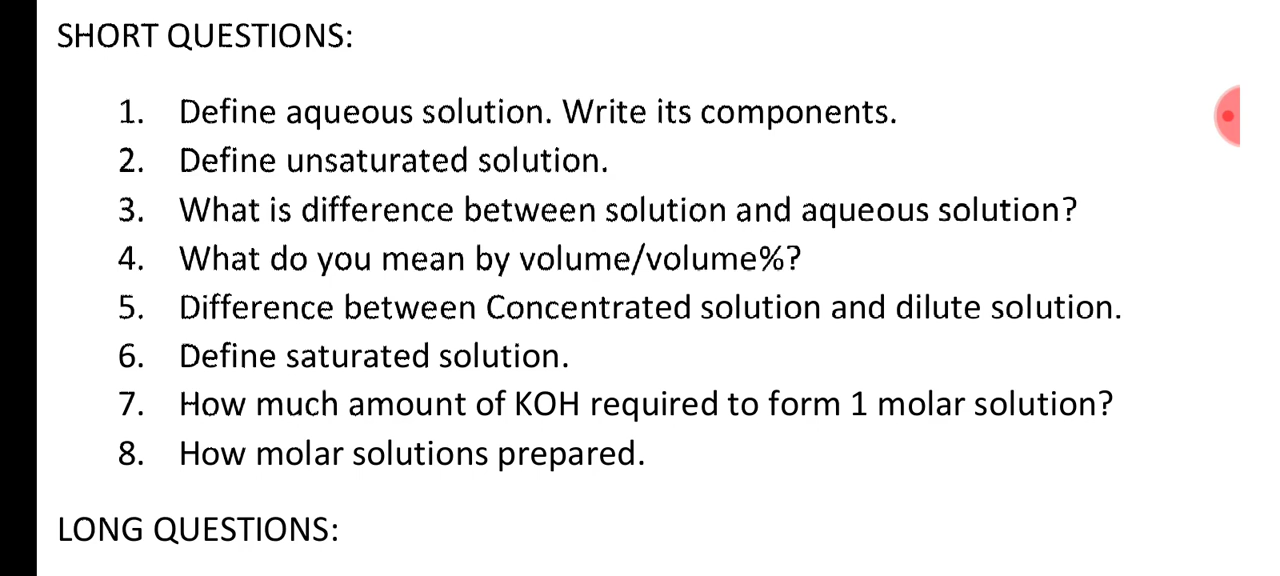 SHORT QUESTIONS:
1. Define aqueous solution. Write its components.
2. Define unsaturated solution.
3. What is difference between solution and aqueous solution?
4. What do you mean by volume/volume%?
5. Difference between Concentrated solution and dilute solution.
6. Define saturated solution.
7. How much amount of KOH required to form 1 molar solution?
8. How molar solutions prepared.
LONG QUESTIONS: